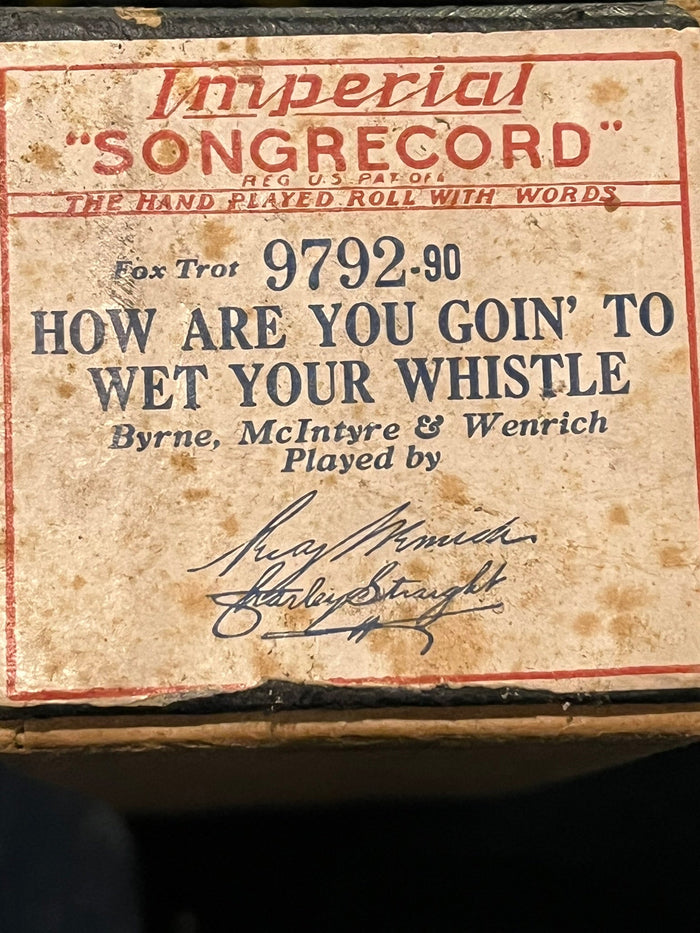 Imperial
"SONGRECORD"
REG U.S. PAT. OFF.
THE HAND PLAYED ROLL WITH WORDS
Fox Trot 9792-90
HOW ARE YOU GOIN' TO
WET YOUR WHISTLE
Byrne, McIntyre & Wenrich
Played by
Percy Wenrich
Charley Straight